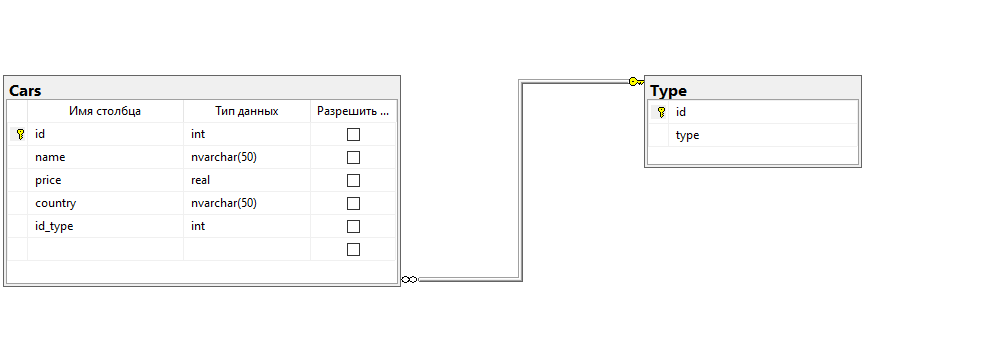 Cars
Имя столбца Тип данных Разрешить ...
id int
name nvarchar(50)
price real
country nvarchar(50)
id_type int
Type
id
type